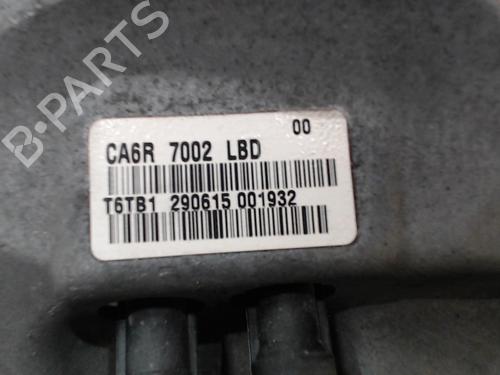 B-PARTS
00
CA6R 7002 LBD
T6TB1 290615 001932